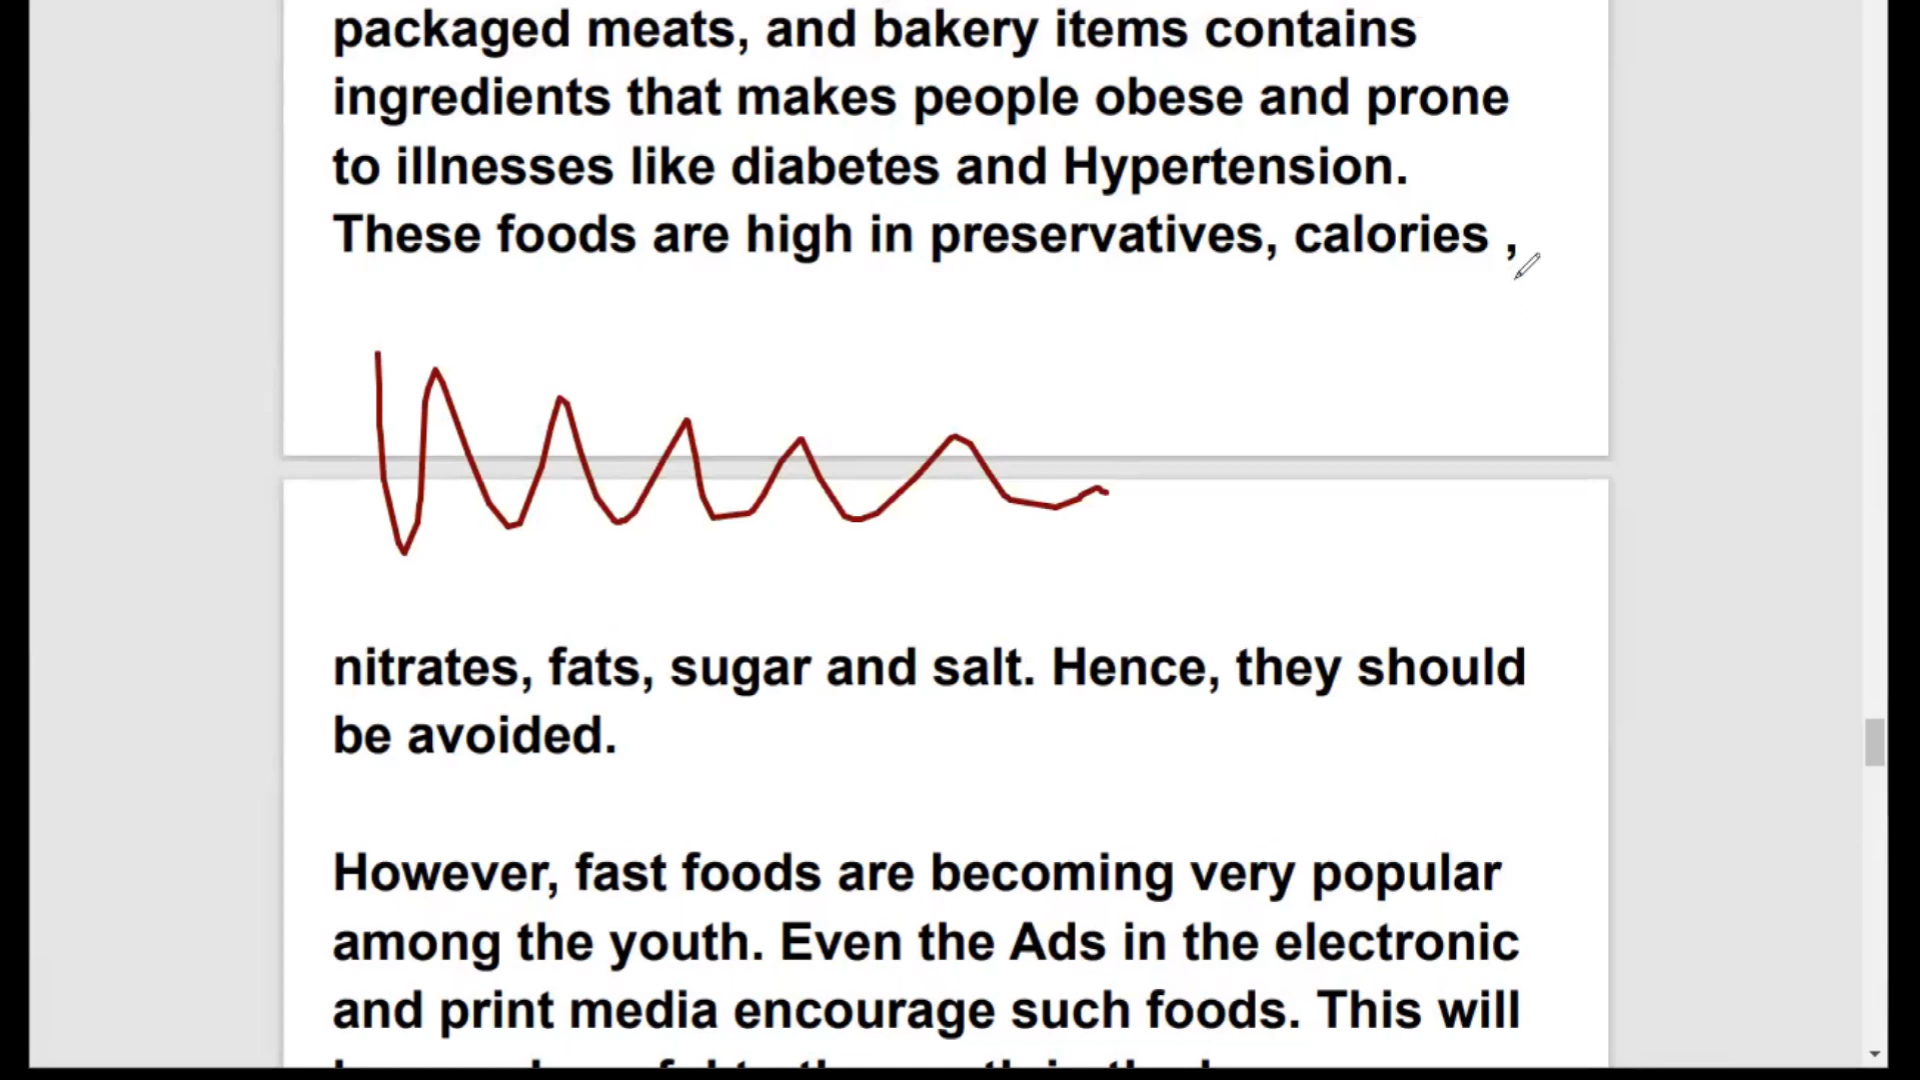 packaged meats, and bakery items contains
ingredients that makes people obese and prone
to illnesses like diabetes and Hypertension.
These foods are high in preservatives, calories ,
nitrates, fats, sugar and salt. Hence, they should
be avoided.
However, fast foods are becoming very popular
among the youth. Even the Ads in the electronic
and print media encourage such foods. This will